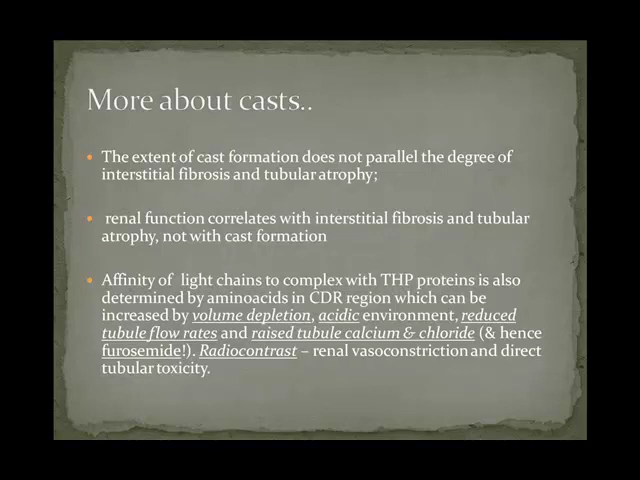 More about casts..
The extent of cast formation does not parallel the degree of
interstitial fibrosis and tubular atrophy;
renal function correlates with interstitial fibrosis and tubular
atrophy, not with cast formation
Affinity of light chains to complex with THP proteins is also
determined by aminoacids in CDR region which can be
increased by volume depletion, acidic environment, reduced
tubule flow rates and raised tubule calcium & chloride (& hence
furosemide!). Radiocontrast – renal vasoconstriction and direct
tubular toxicity.